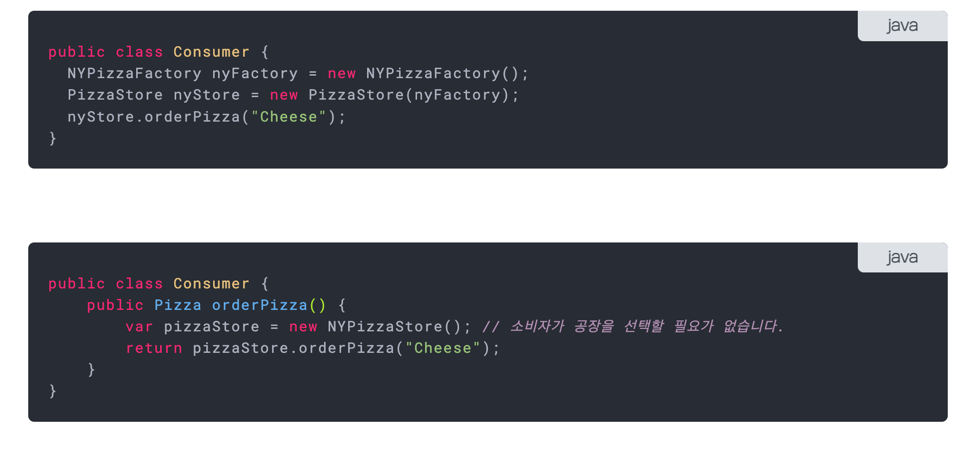 java
public class Consumer {
  NYPizzaFactory nyFactory = new NYPizzaFactory();
  PizzaStore nyStore = new PizzaStore(nyFactory);
  nyStore.orderPizza("Cheese");
}
java
public class Consumer {
    public Pizza orderPizza() {
        var pizzaStore = new NYPizzaStore(); // 소비자가 공장을 선택할 필요가 없습니다.
        return pizzaStore.orderPizza("Cheese");
    }
}